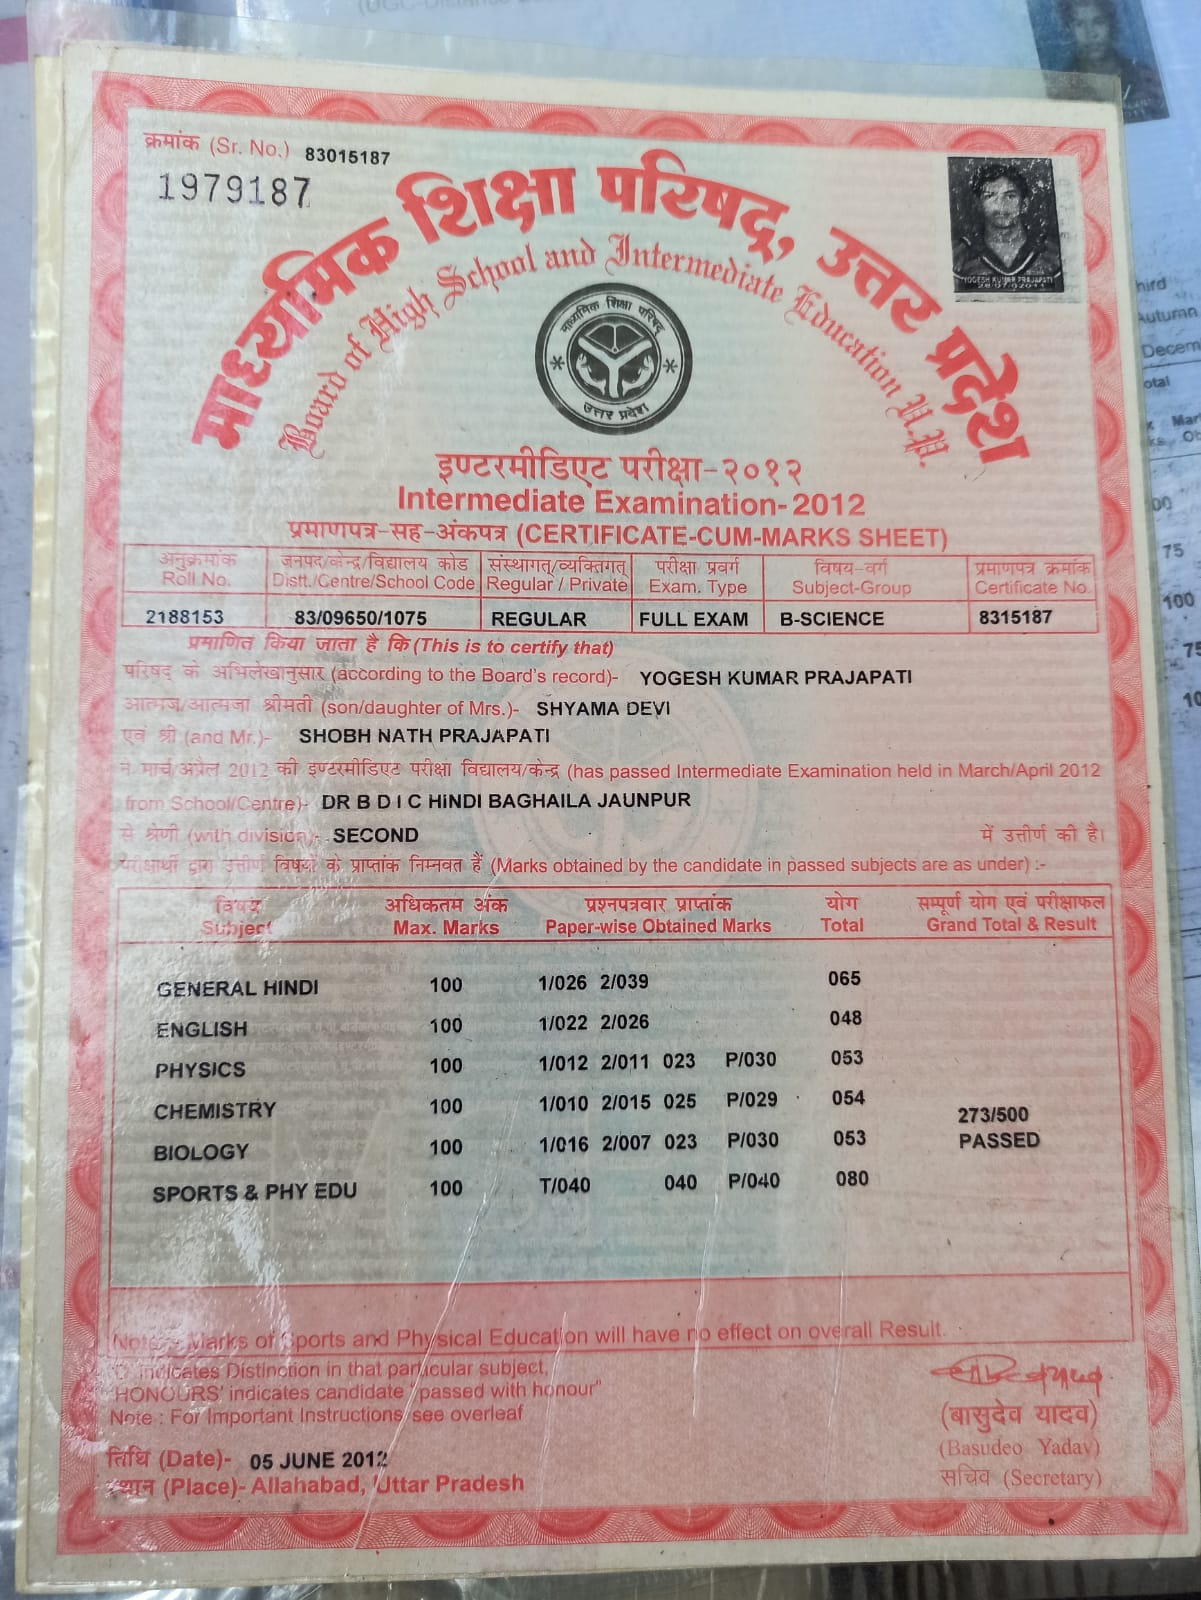 (UGC-Distance
क्रमांक (Sr. No.) 83015187
1979187
माध्यमिक शिक्षा परिषद्, उत्तर प्रदेश
Board of High School and Intermediate Education U.P.
YOGESH KUMAR PRAJAPATI
माध्यमिक शिक्षा परिषद्
उत्तर प्रदेश
इण्टरमीडिएट परीक्षा-२०१२
Intermediate Examination-2012
प्रमाणपत्र-सह-अंकपत्र (CERTIFICATE-CUM-MARKS SHEET)
अनुक्रमांक जनपद/केन्द्र/विद्यालय कोड संस्थागत/व्यक्तिगत परीक्षा प्रवर्ग विषय-वर्ग प्रमाणपत्र क्रमांक
Roll No. Distt./Centre/School Code Regular / Private Exam. Type Subject-Group Certificate No.
2188153 83/09650/1075 REGULAR FULL EXAM B-SCIENCE 8315187
प्रमाणित किया जाता है कि (This is to certify that)
परिषद् के अभिलेखानुसार (according to the Board's record)- YOGESH KUMAR PRAJAPATI
आत्मज/आत्मजा श्रीमती (son/daughter of Mrs.)- SHYAMA DEVI
एवं श्री (and Mr.)- SHOBH NATH PRAJAPATI
ने मार्च/अप्रैल 2012 की इण्टरमीडिएट परीक्षा विद्यालय/केन्द्र (has passed Intermediate Examination held in March/April 2012
from School/Centre)- DR B D I C HINDI BAGHAILA JAUNPUR
से श्रेणी (with division)- SECOND में उत्तीर्ण की है।
परीक्षार्थी द्वारा उत्तीर्ण विषयों के प्राप्तांक निम्नवत हैं (Marks obtained by the candidate in passed subjects are as under) :-
विषय अधिकतम अंक प्रश्नपत्रवार प्राप्तांक योग सम्पूर्ण योग एवं परीक्षाफल
Subject Max. Marks Paper-wise Obtained Marks Total Grand Total & Result
GENERAL HINDI 100 1/026 2/039 065
ENGLISH 100 1/022 2/026 048
PHYSICS 100 1/012 2/011 023 P/030 053
CHEMISTRY 100 1/010 2/015 025 P/029 054
273/500
BIOLOGY 100 1/016 2/007 023 P/030 053
PASSED
SPORTS & PHY EDU 100 T/040 040 P/040 080
Note :- Marks of Sports and Physical Education will have no effect on overall Result.
'D' indicates Distinction in that particular subject,
'HONOURS' indicates candidate "passed with honour"
Note : For Important Instructions see overleaf
(बासुदेव यादव)
(Basudeo Yadav)
सचिव (Secretary)
तिथि (Date)- 05 JUNE 2012
स्थान (Place)- Allahabad, Uttar Pradesh
Autumn
75
100